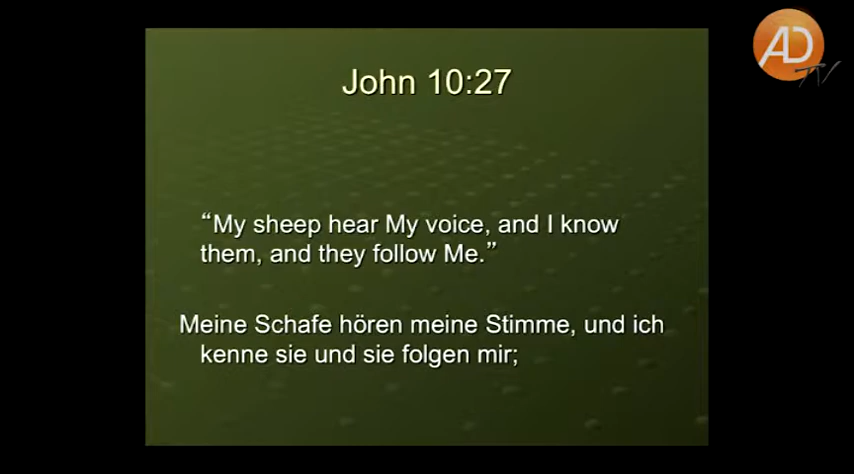 AD
TV
John 10:27
“My sheep hear My voice, and I know
them, and they follow Me.”
Meine Schafe hören meine Stimme, und ich
kenne sie und sie folgen mir;